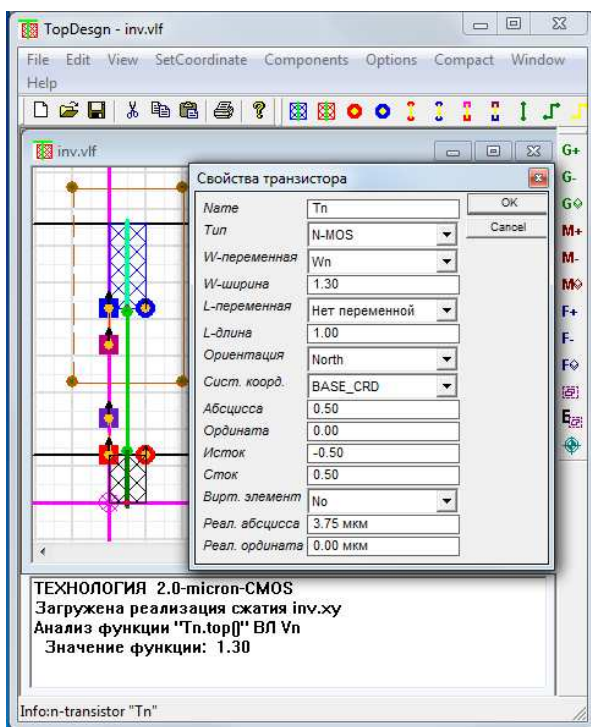 TopDesgn - inv.vlf
File Edit View SetCoordinate Components Options Compact Window
Help
inv.vlf
G+
G-
G
M+
M-
M
F+
F-
F
Б
Свойства транзистора
Name Tn OK
Тип N-MOS Cancel
W-переменная Wn
W-ширина 1.30
L-переменная Нет переменной
L-длина 1.00
Ориентация North
Сист. коорд. BASE_CRD
Абсцисса 0.50
Ордината 0.00
Исток -0.50
Сток 0.50
Вирт. элемент No
Реал. абсцисса 3.75 мкм
Реал. ордината 0.00 мкм
ТЕХНОЛОГИЯ 2.0-micron-CMOS
Загружена реализация сжатия inv.xy
Анализ функции "Tn.top()" ВЛ Vn
Значение функции: 1.30
Info:n-transistor "Tn"